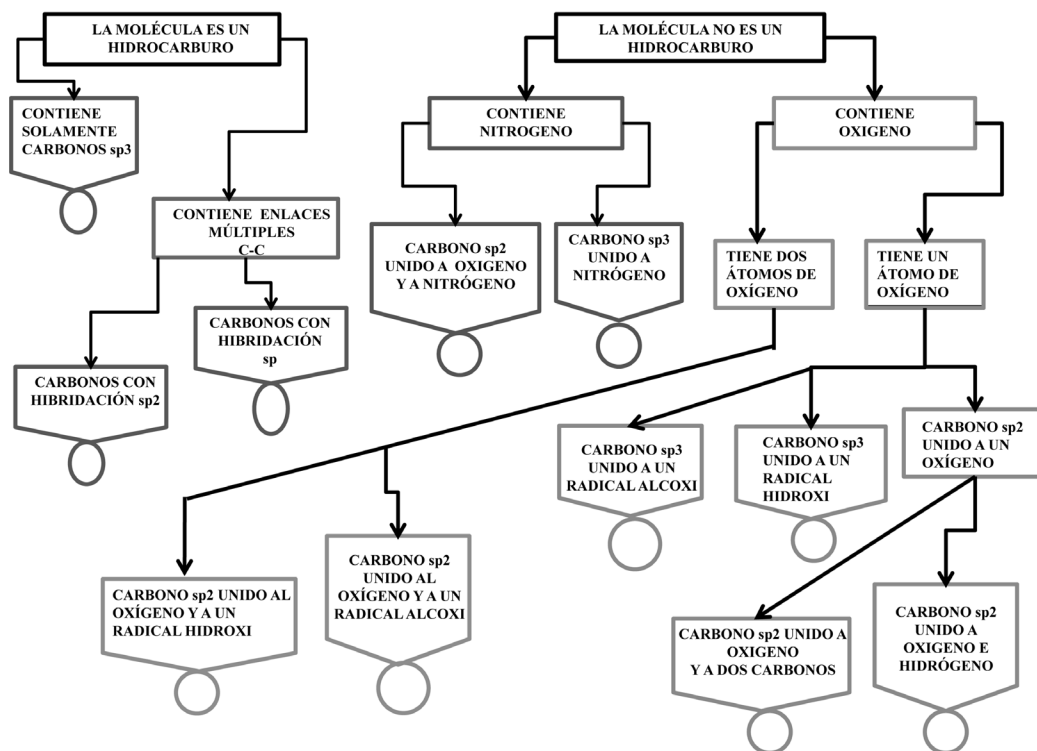 LA MOLÉCULA ES UN
HIDROCARBURO
LA MOLÉCULA NO ES UN
HIDROCARBURO
CONTIENE
SOLAMENTE
CARBONOS sp3
CONTIENE
NITROGENO
CONTIENE
OXIGENO
CONTIENE ENLACES
MÚLTIPLES
C-C
CARBONO sp2
UNIDO A OXIGENO
Y A NITRÓGENO
CARBONO sp3
UNIDO A
NITRÓGENO
TIENE DOS
ÁTOMOS DE
OXÍGENO
TIENE UN
ÁTOMO DE
OXÍGENO
CARBONOS CON
HIBRIDACIÓN
sp
CARBONOS CON
HIBRIDACIÓN sp2
CARBONO sp3
UNIDO A UN
RADICAL ALCOXI
CARBONO sp3
UNIDO A UN
RADICAL
HIDROXI
CARBONO sp2
UNIDO A UN
OXÍGENO
CARBONO sp2 UNIDO AL
OXÍGENO Y A UN
RADICAL HIDROXI
CARBONO sp2
UNIDO AL
OXÍGENO Y A UN
RADICAL ALCOXI
CARBONO sp2 UNIDO A
OXIGENO
Y A DOS CARBONOS
CARBONO sp2
UNIDO A
OXIGENO E
HIDRÓGENO